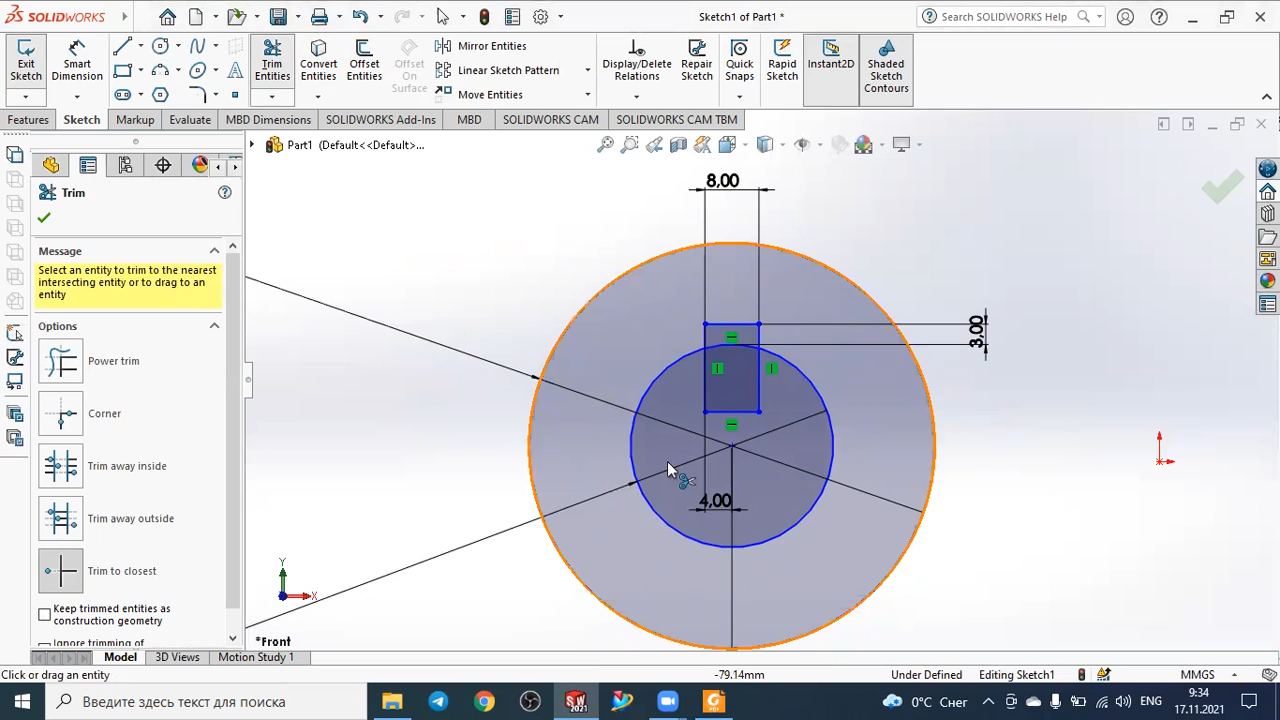 SOLIDWORKS
Sketch1 of Part1 *
Search SOLIDWORKS Help
Exit Sketch
Smart Dimension
Trim Entities
Convert Entities
Offset Entities
Offset On Surface
Mirror Entities
Linear Sketch Pattern
Move Entities
Display/Delete Relations
Repair Sketch
Quick Snaps
Rapid Sketch
Instant2D
Shaded Sketch Contours
Features
Sketch
Markup
Evaluate
MBD Dimensions
SOLIDWORKS Add-Ins
MBD
SOLIDWORKS CAM
SOLIDWORKS CAM TBM
Part1 (Default<<Default>...
Trim
Message
Select an entity to trim to the nearest
intersecting entity or to drag to an
entity
Options
Power trim
Corner
Trim away inside
Trim away outside
Trim to closest
Keep trimmed entities as
construction geometry
Ignore trimming of
8,00
3,00
4,00
Y
X
*Front
Model
3D Views
Motion Study 1
Click or drag an entity
-79.14mm
Under Defined
Editing Sketch1
MMGS
Введите здесь текст для поиска
SW
2021
0°C Снег
ENG
9:34
17.11.2021